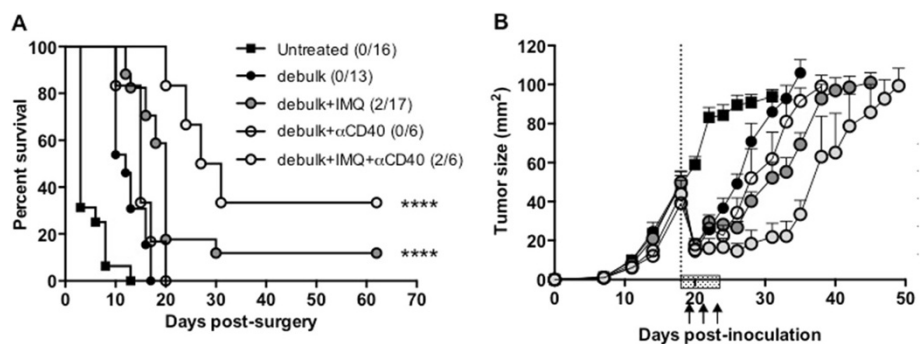 A
100
80
60
40
20
0
Percent survival
0 10 20 30 40 50 60 70
Days post-surgery
Untreated (0/16)
debulk (0/13)
debulk+IMQ (2/17)
debulk+αCD40 (0/6)
debulk+IMQ+αCD40 (2/6)
****
****
B
120
100
80
60
40
20
0
Tumor size (mm²)
0 10 20 30 40 50
Days post-inoculation